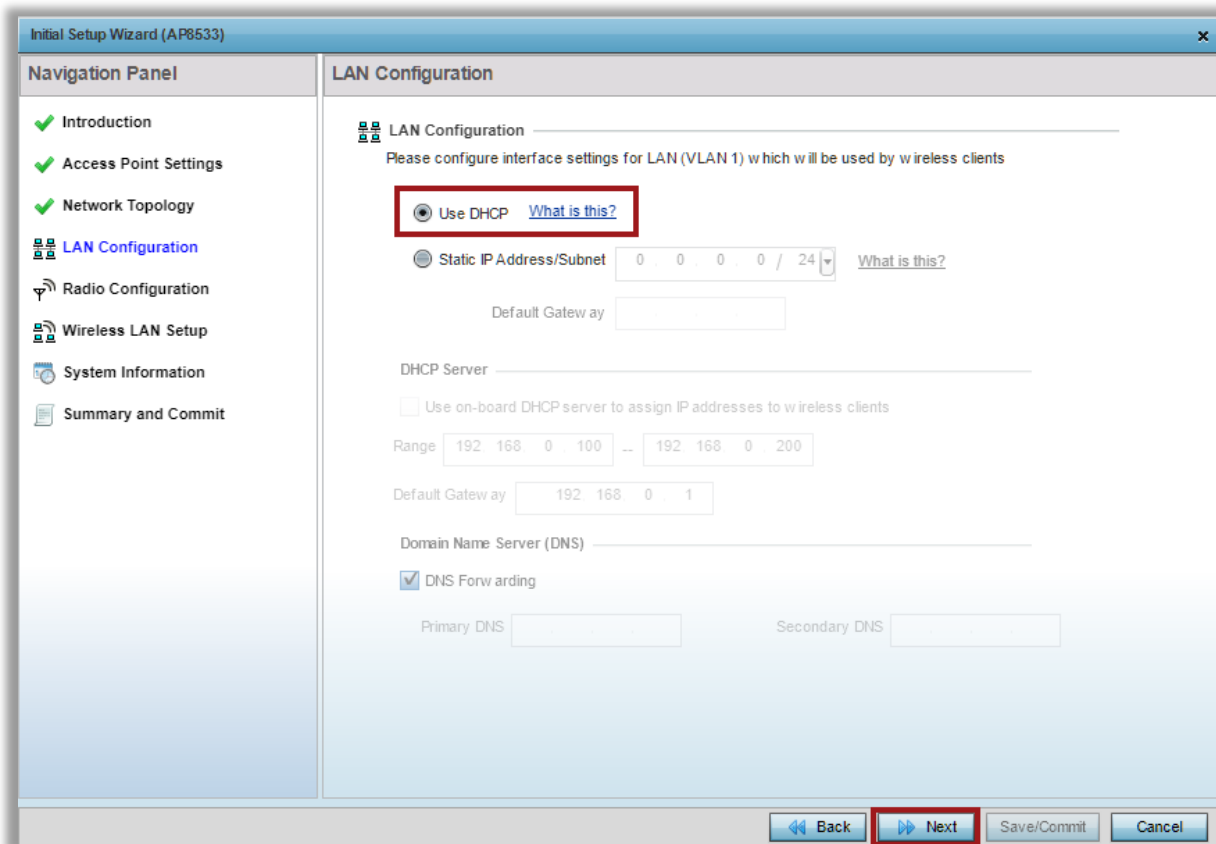 Initial Setup Wizard (AP8533)
Navigation Panel
Introduction
Access Point Settings
Network Topology
LAN Configuration
Radio Configuration
Wireless LAN Setup
System Information
Summary and Commit
LAN Configuration
LAN Configuration
Please configure interface settings for LAN (VLAN 1) which will be used by wireless clients
Use DHCP What is this?
Static IP Address/Subnet 0 . 0 . 0 . 0 / 24 What is this?
Default Gateway
DHCP Server
Use on-board DHCP server to assign IP addresses to wireless clients
Range 192. 168. 0 . 100 -- 192. 168. 0 . 200
Default Gateway 192 168. 0 . 1
Domain Name Server (DNS)
DNS Forwarding
Primary DNS Secondary DNS
Back Next Save/Commit Cancel